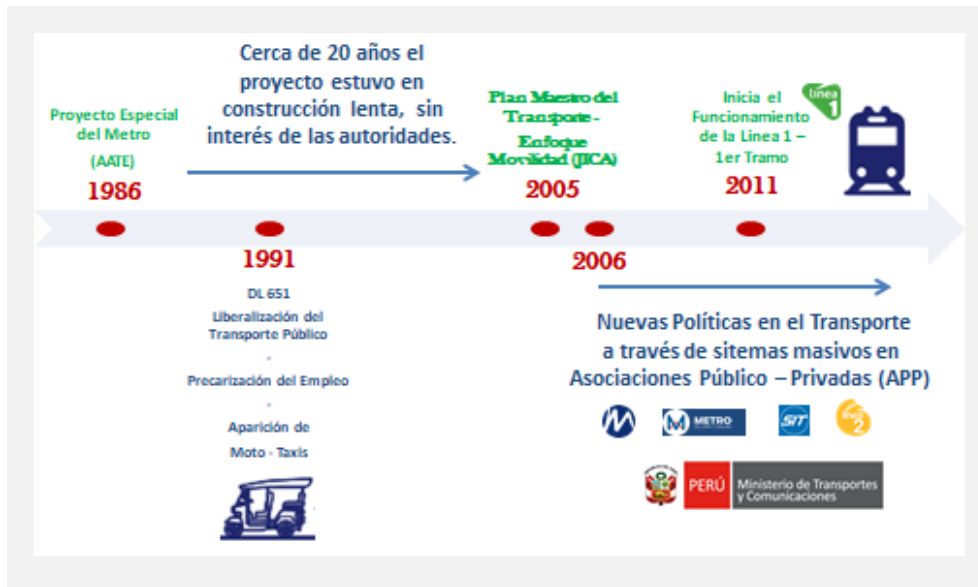 Proyecto Especial
del Metro
(AATE)
1986
Cerca de 20 años el
proyecto estuvo en
construcción lenta, sin
interés de las autoridades.
Plan Maestro del
Transporte -
Enfoque
Movilidad (JICA)
2005
Inicia el
Funcionamiento
de la Linea 1 –
1er Tramo
2011
línea
1
1991
DL 651
Liberalización del
Transporte Público
-
Precarización del Empleo
-
Aparición de
Moto - Taxis
2006
Nuevas Políticas en el Transporte
a través de sitemas masivos en
Asociaciones Público – Privadas (APP)
METRO
SIT
2
PERÚ
Ministerio de Transportes
y Comunicaciones